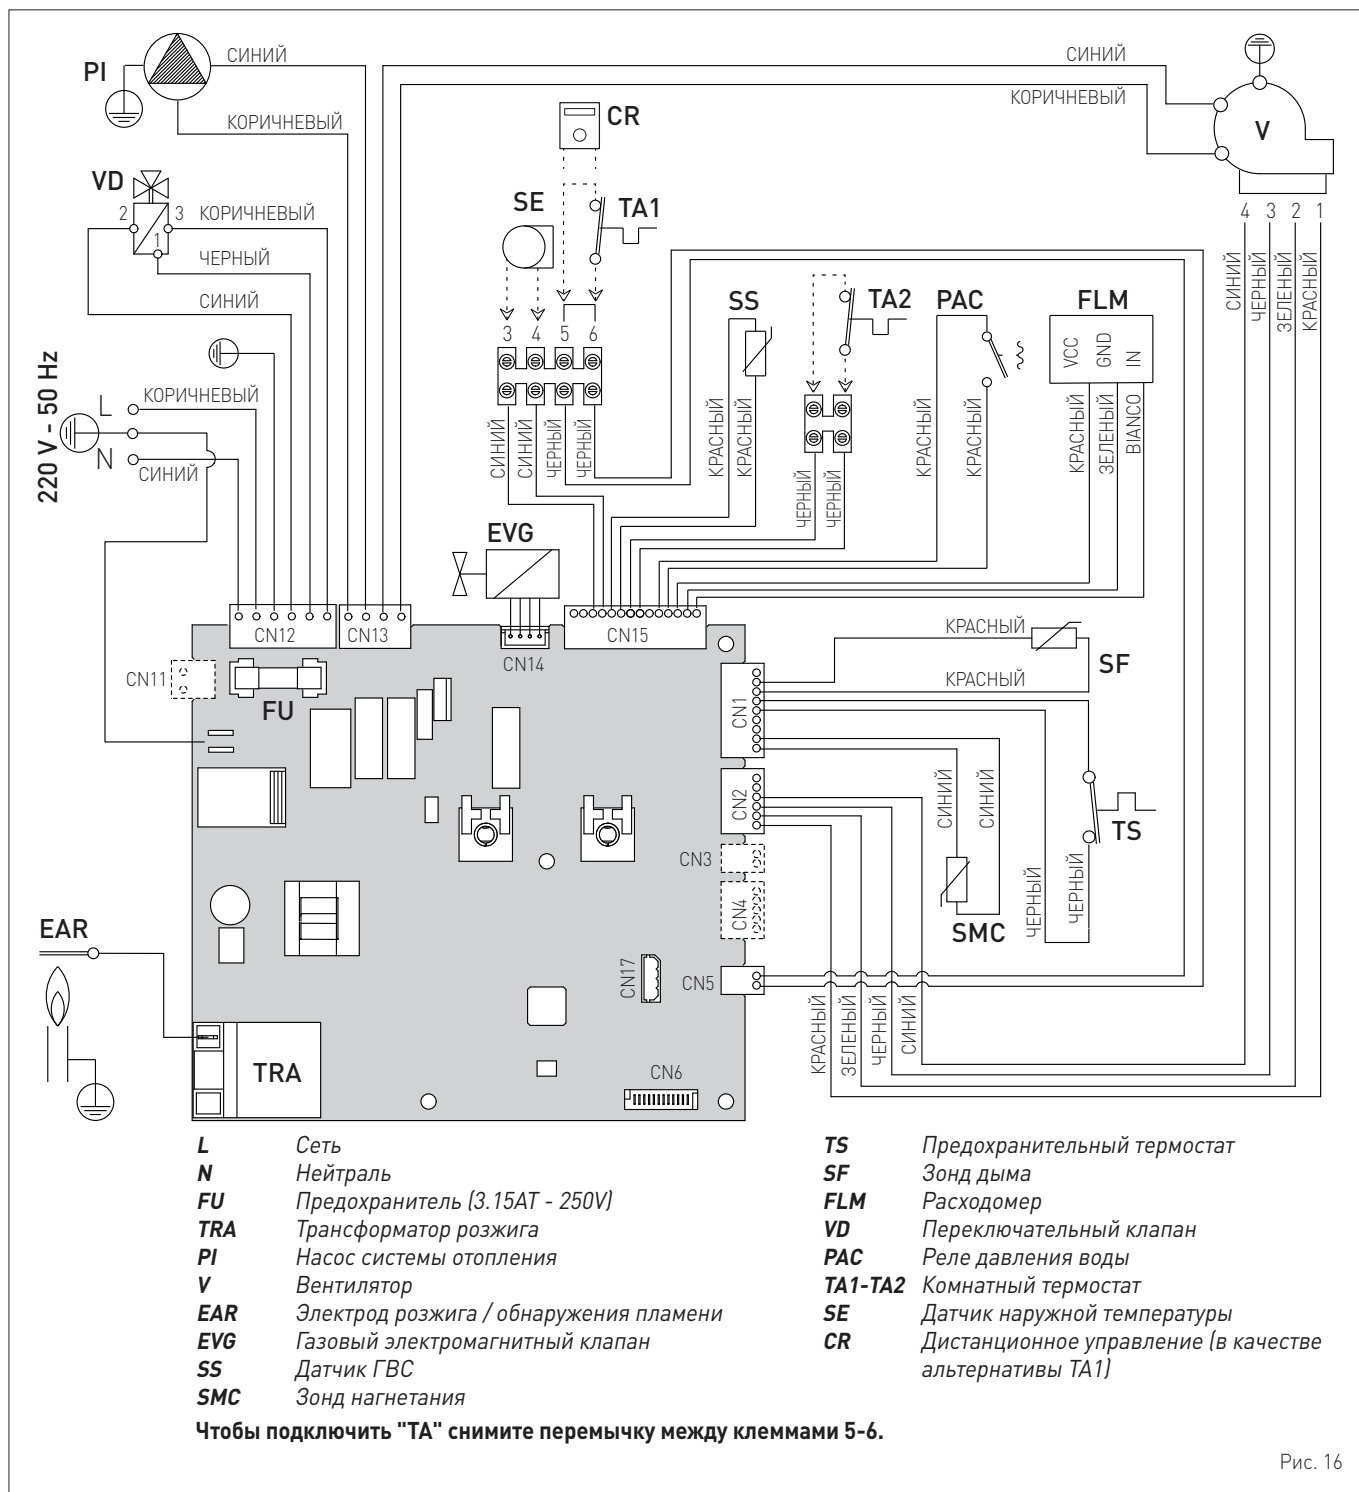 PI
СИНИЙ
КОРИЧНЕВЫЙ
СИНИЙ
КОРИЧНЕВЫЙ
V
4 3 2 1
СИНИЙ
ЧЕРНЫЙ
ЗЕЛЕНЫЙ
КРАСНЫЙ
CR
VD
2
3
1
КОРИЧНЕВЫЙ
ЧЕРНЫЙ
СИНИЙ
SE
TA1
3 4 5 6
СИНИЙ
СИНИЙ
ЧЕРНЫЙ
ЧЕРНЫЙ
SS
КРАСНЫЙ
КРАСНЫЙ
TA2
ЧЕРНЫЙ
ЧЕРНЫЙ
PAC
КРАСНЫЙ
КРАСНЫЙ
FLM
VCC
GND
IN
КРАСНЫЙ
ЗЕЛЕНЫЙ
BIANCO
220 V - 50 Hz
L
КОРИЧНЕВЫЙ
N
СИНИЙ
EVG
CN12
CN13
CN14
CN15
CN11
FU
КРАСНЫЙ
КРАСНЫЙ
SF
CN1
CN2
CN3
CN4
CN5
CN17
CN6
СИНИЙ
СИНИЙ
SMC
ЧЕРНЫЙ
ЧЕРНЫЙ
TS
КРАСНЫЙ
ЗЕЛЕНЫЙ
ЧЕРНЫЙ
СИНИЙ
EAR
TRA
L Сеть
N Нейтраль
FU Предохранитель (3.15AT - 250V)
TRA Трансформатор розжига
PI Насос системы отопления
V Вентилятор
EAR Электрод розжига / обнаружения пламени
EVG Газовый электромагнитный клапан
SS Датчик ГВС
SMC Зонд нагнетания
TS Предохранительный термостат
SF Зонд дыма
FLM Расходомер
VD Переключательный клапан
PAC Реле давления воды
TA1-TA2 Комнатный термостат
SE Датчик наружной температуры
CR Дистанционное управление (в качестве
альтернативы TA1)
Чтобы подключить "TA" снимите перемычку между клеммами 5-6.
Рис. 16